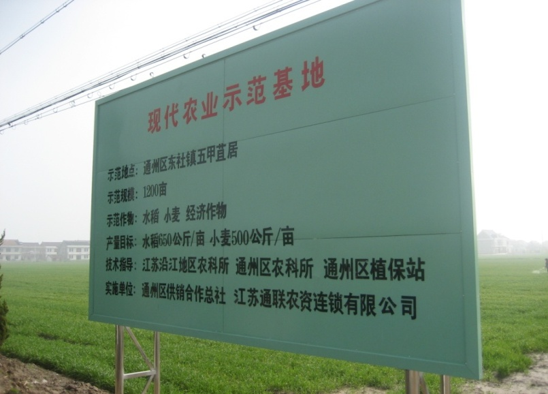 现代农业示范基地
示范地点：通州区东社镇五甲苴居
示范规模：1200亩
示范作物：水稻 小麦 经济作物
产量目标：水稻650公斤/亩 小麦500公斤/亩
技术指导：江苏沿江地区农科所 通州区农科所 通州区植保站
实施单位：通州区供销合作总社 江苏通联农资连锁有限公司